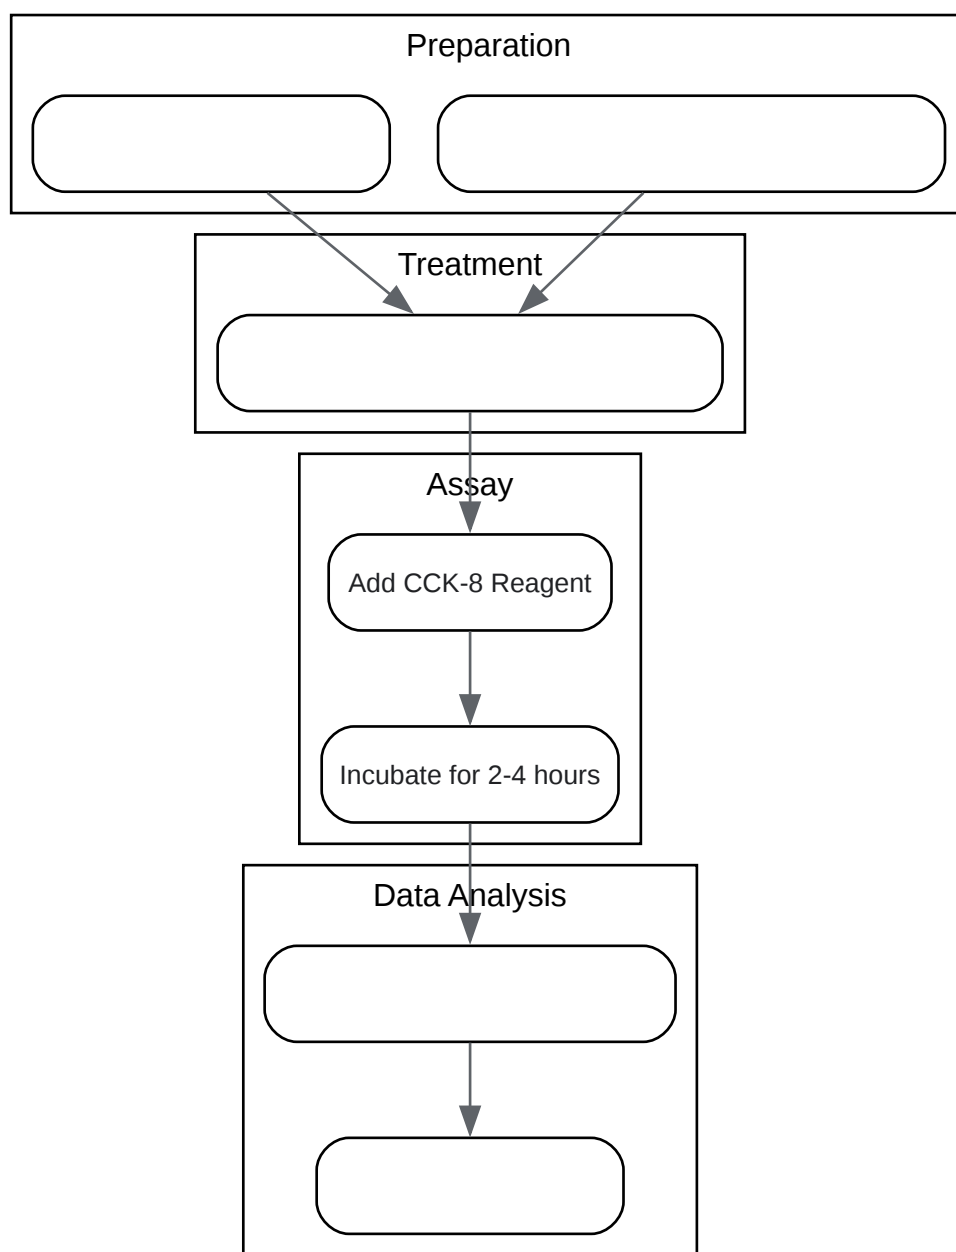 Preparation
Treatment
Assay
Add CCK-8 Reagent
Incubate for 2-4 hours
Data Analysis